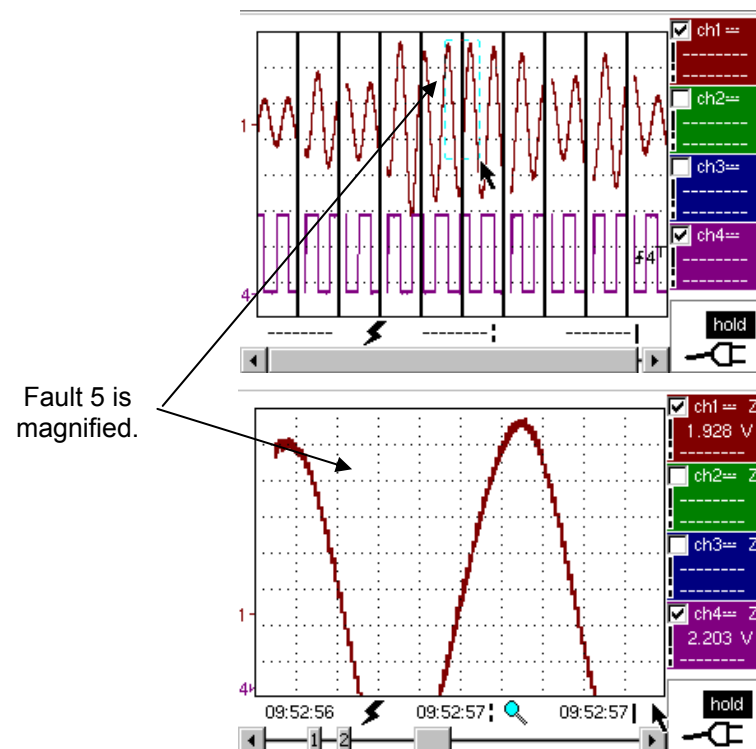 ch1
--------
--------
ch2
--------
--------
ch3
--------
--------
ch4
--------
--------
1
4
4T
-------- -------- --------
hold
Fault 5 is
magnified.
ch1 Z
1.928 V
--------
ch2 Z
--------
--------
ch3 Z
--------
--------
ch4 Z
2.203 V
--------
1
4
09:52:56 09:52:57 09:52:57
hold
1 2